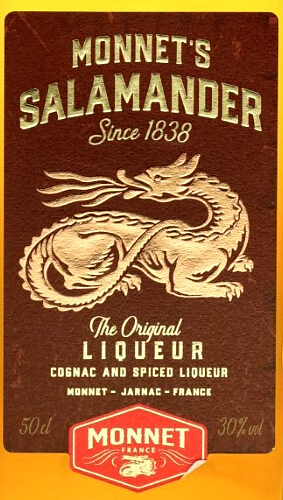 MONNET'S
SALAMANDER
Since 1838
The Original
LIQUEUR
COGNAC AND SPICED LIQUEUR
MONNET – JARNAC – FRANCE
50cl 30% vol
MONNET
FRANCE